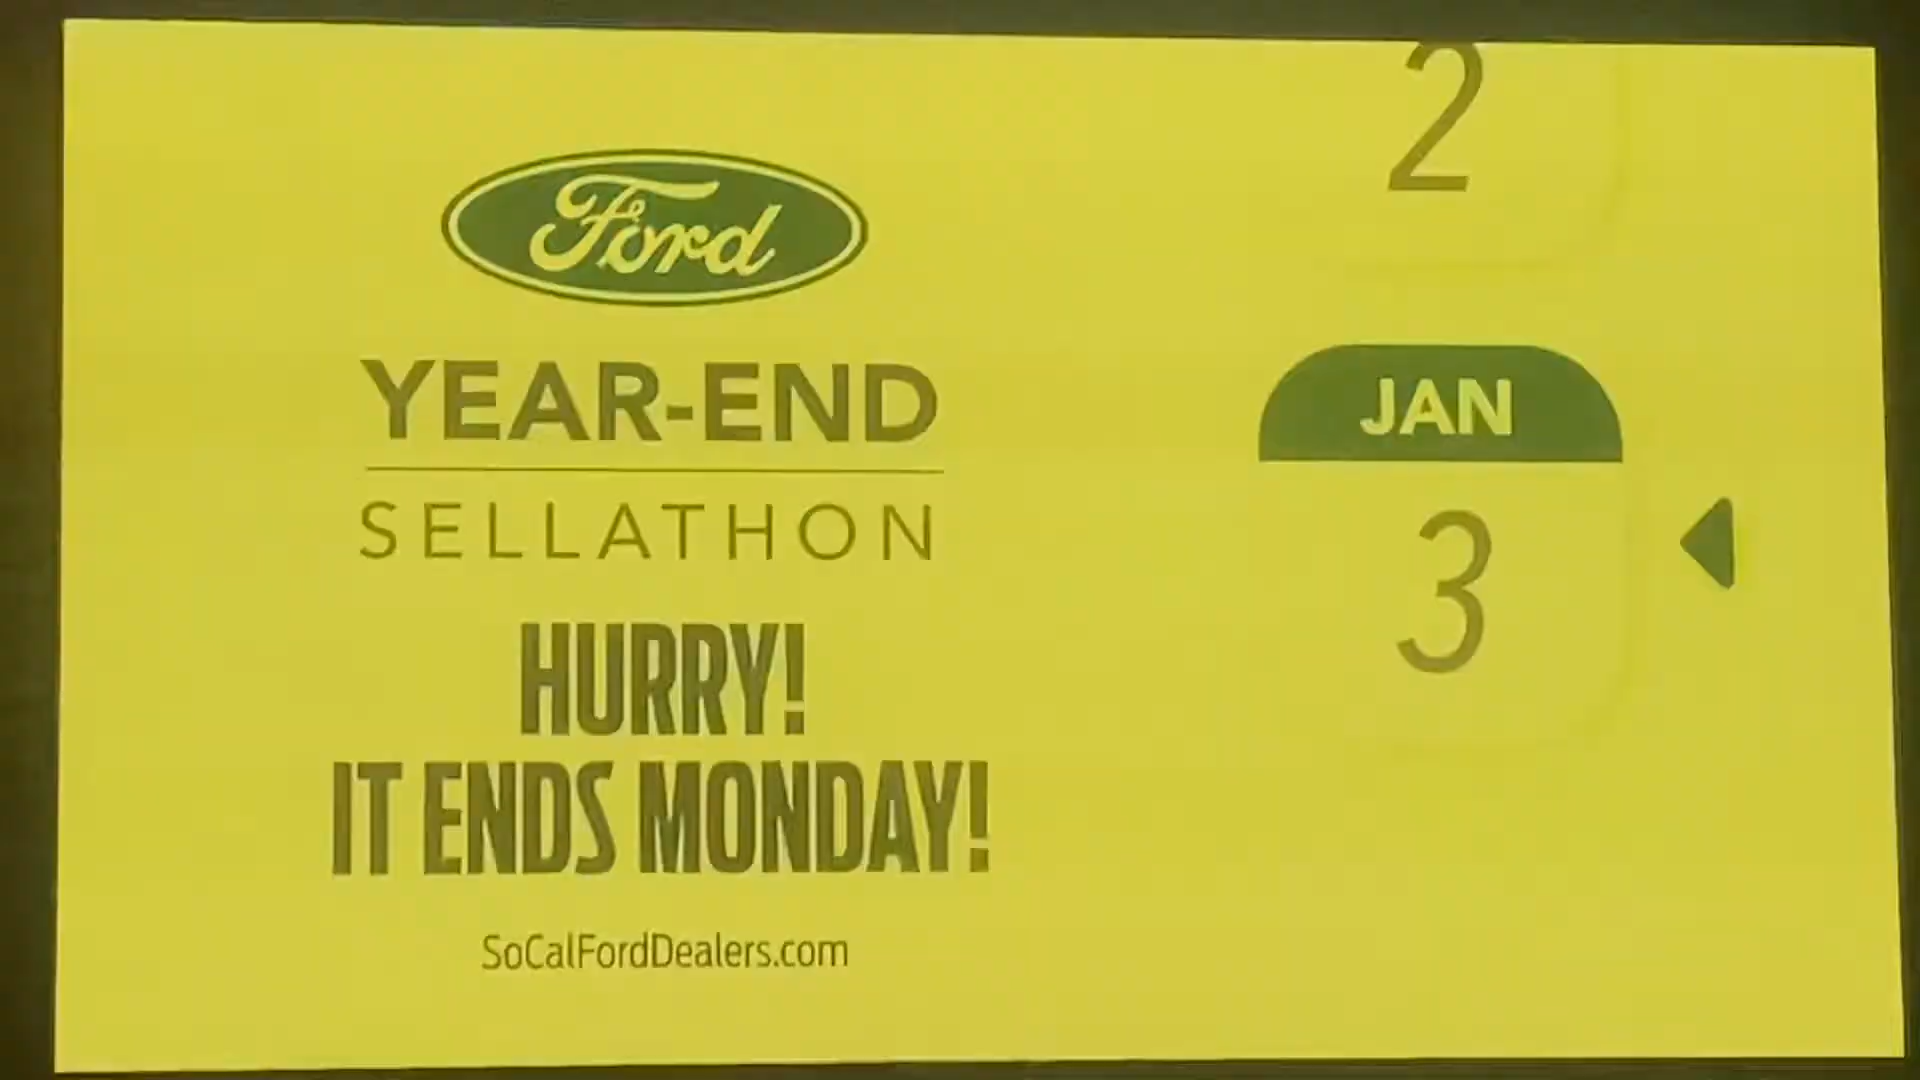 Ford
YEAR-END
SELLATHON
HURRY!
IT ENDS MONDAY!
SoCalFordDealers.com
2
JAN
3